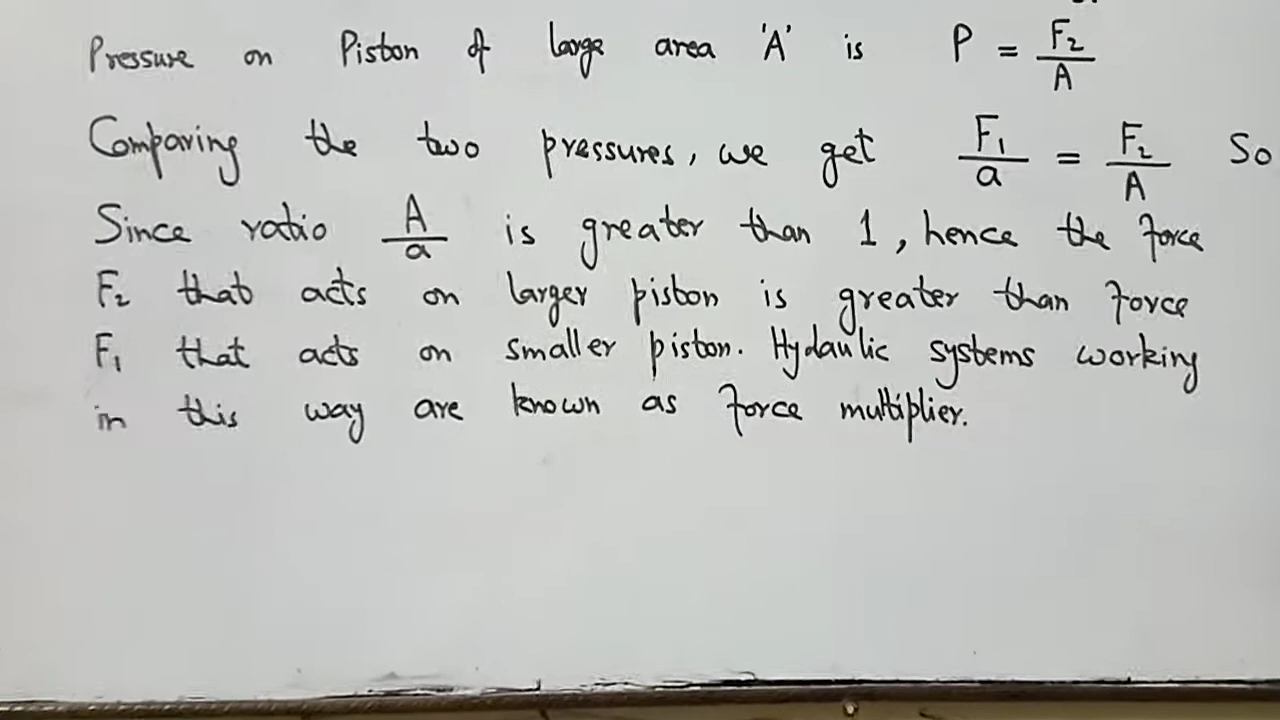 Pressure on Piston of large area 'A' is P = F₂/A
Comparing the two pressures, we get F₁/a = F₂/A So
Since ratio A/a is greater than 1, hence the force
F₂ that acts on larger piston is greater than force
F₁ that acts on smaller piston. Hydaulic systems working
in this way are known as force multiplier.